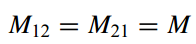 M₁₂ = M₂₁ = M